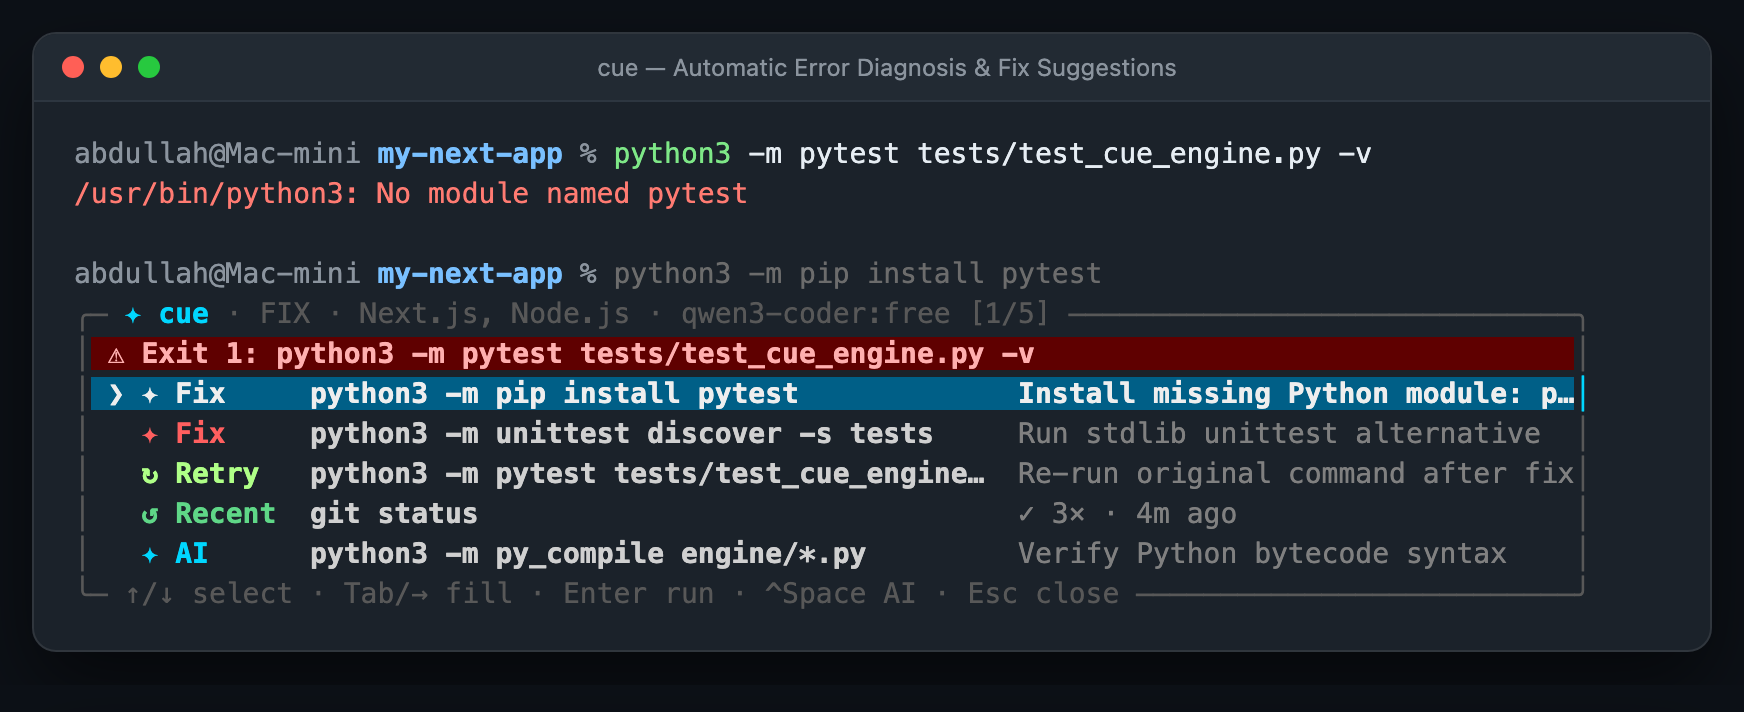 cue — Automatic Error Diagnosis & Fix Suggestions
abdullah@Mac-mini my-next-app % python3 -m pytest tests/test_cue_engine.py -v
/usr/bin/python3: No module named pytest
abdullah@Mac-mini my-next-app % python3 -m pip install pytest
✦ cue · FIX · Next.js, Node.js · qwen3-coder:free [1/5]
⚠ Exit 1: python3 -m pytest tests/test_cue_engine.py -v
❯ ✦ Fix python3 -m pip install pytest Install missing Python module: p…
✦ Fix python3 -m unittest discover -s tests Run stdlib unittest alternative
↻ Retry python3 -m pytest tests/test_cue_engine… Re-run original command after fix
↺ Recent git status ✓ 3× · 4m ago
✦ AI python3 -m py_compile engine/*.py Verify Python bytecode syntax
↑/↓ select · Tab/→ fill · Enter run · ^Space AI · Esc close